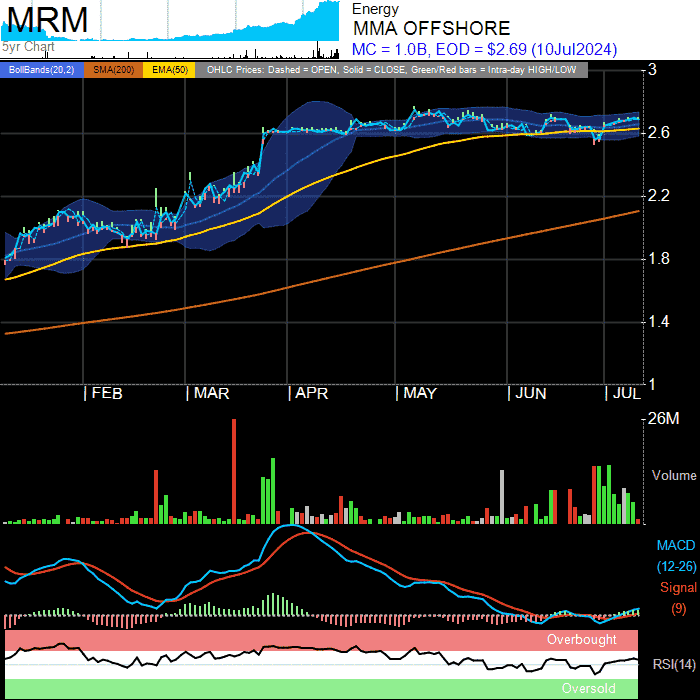 MRM
5yr Chart
Energy
MMA OFFSHORE
MC = 1.0B, EOD = $2.69 (10Jul2024)
BollBands(20,2) SMA(200) EMA(50) OHLC Prices: Dashed = OPEN, Solid = CLOSE, Green/Red bars = Intra-day HIGH/LOW
3
2.6
2.2
1.8
1.4
1
FEB MAR APR MAY JUN JUL
26M
Volume
MACD
(12-26)
Signal
(9)
Overbought
RSI(14)
Oversold